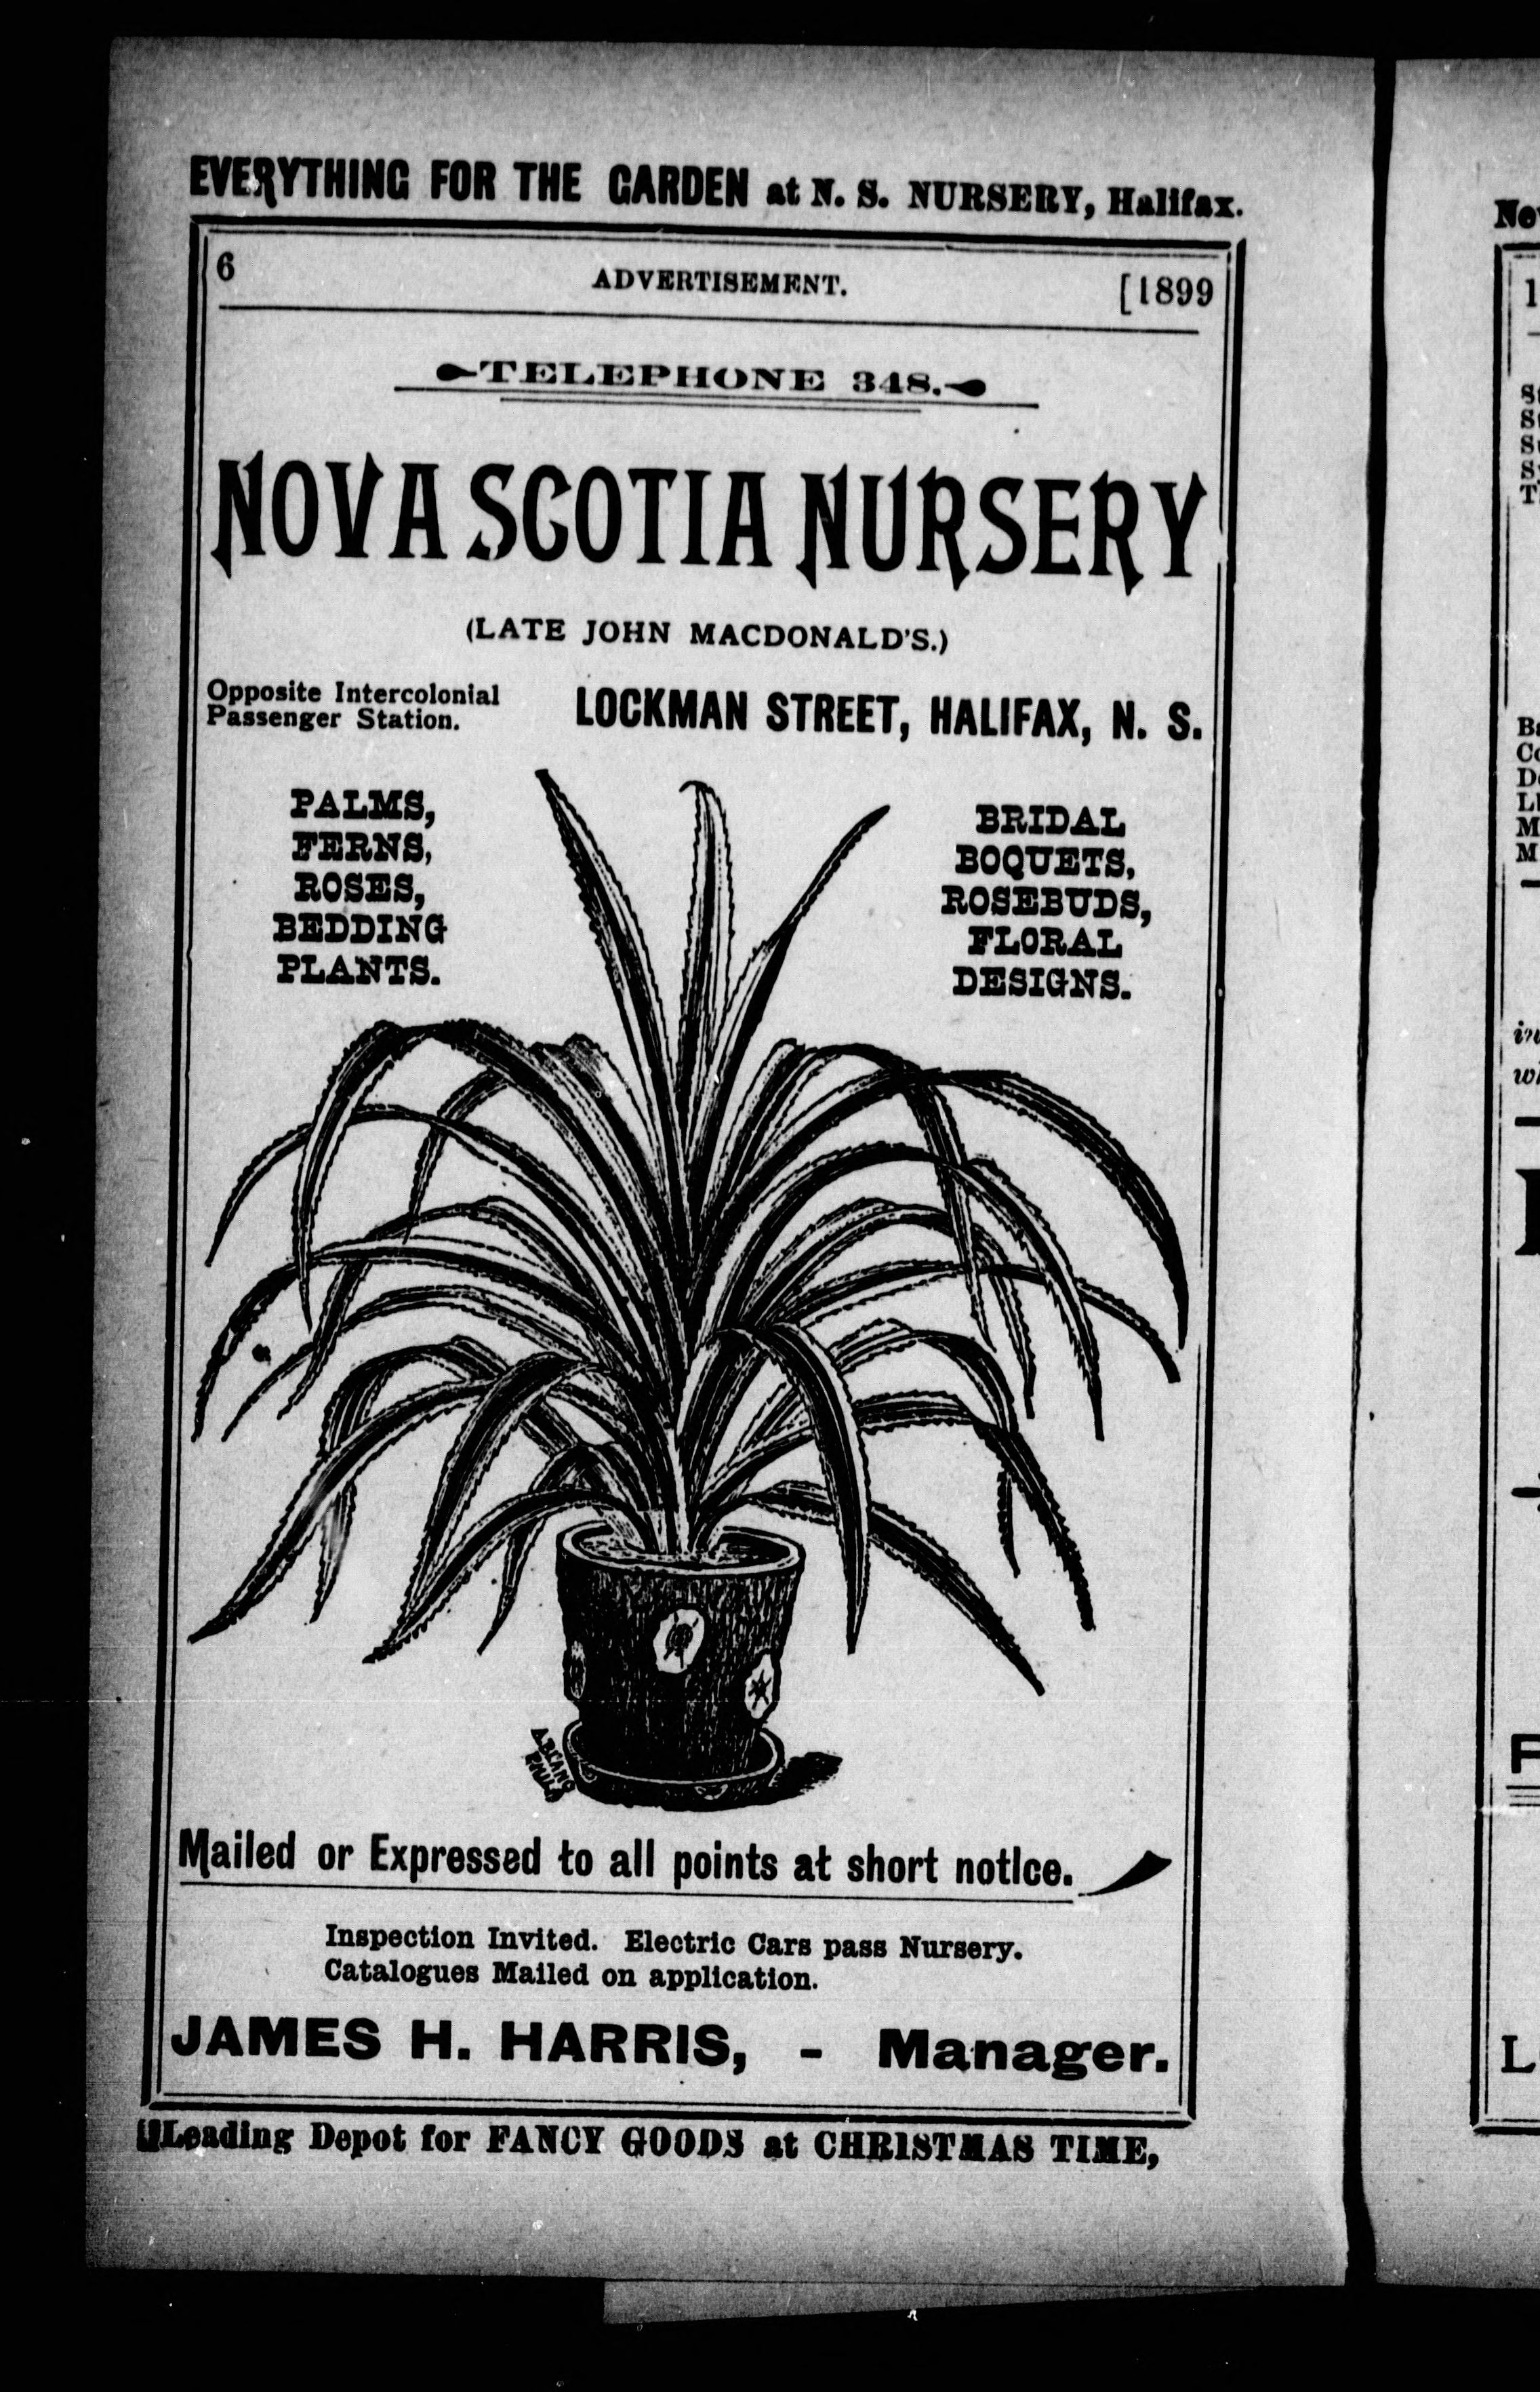 EVERYTHING FOR THE GARDEN at N. S. NURSERY, Halifax.
6 ADVERTISEMENT. [1899
TELEPHONE 348.
NOVA SCOTIA NURSERY
(LATE JOHN MACDONALD'S.)
Opposite Intercolonial
Passenger Station.
LOCKMAN STREET, HALIFAX, N. S.
PALMS,
FERNS,
ROSES,
BEDDING
PLANTS.
BRIDAL
BOQUETS,
ROSEBUDS,
FLORAL
DESIGNS.
Mailed or Expressed to all points at short notice.
Inspection Invited. Electric Cars pass Nursery.
Catalogues Mailed on application.
JAMES H. HARRIS, - Manager.
Leading Depot for FANCY GOODS at CHRISTMAS TIME,